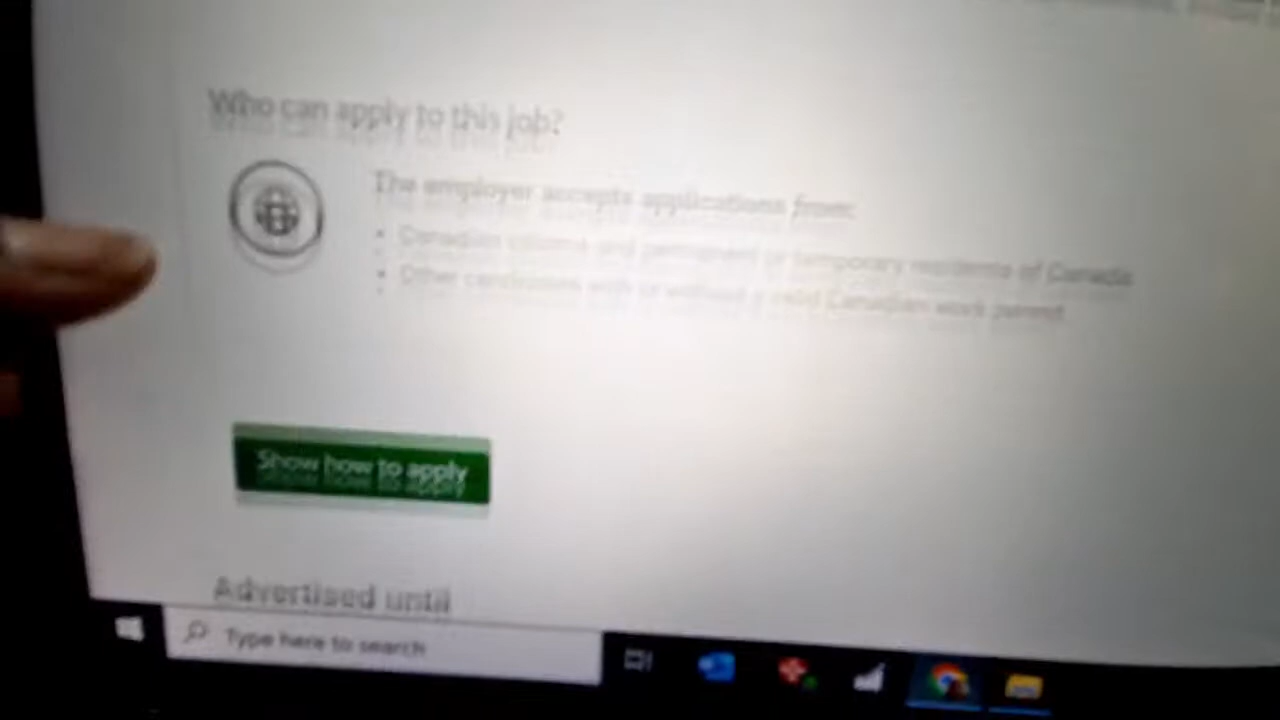 Who can apply to this job?
The employer accepts applications from:
Canadian citizens and permanent or temporary residents of Canada
Other candidates with or without a valid Canadian work permit
Show how to apply
Advertised until
Type here to search